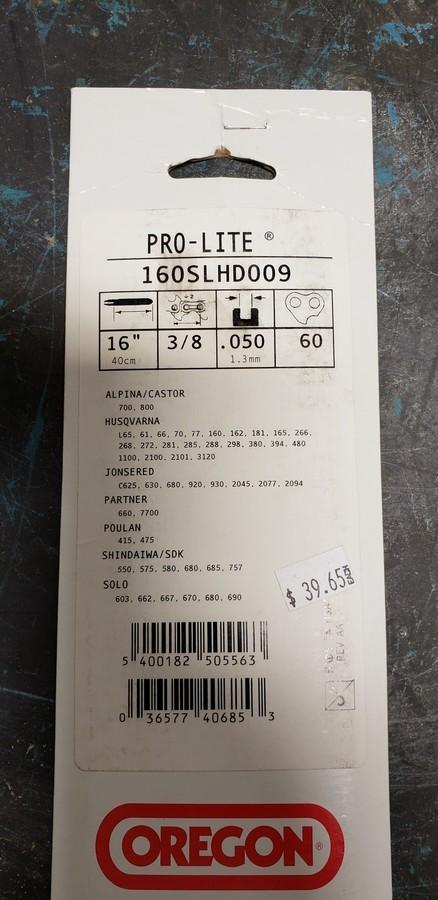 PRO-LITE ®
160SLHD009
÷ 2
16" 3/8 .050 60
40cm 1.3mm
ALPINA/CASTOR
700, 800
HUSQVARNA
L65, 61, 66, 70, 77, 160, 162, 181, 165, 266,
268, 272, 281, 285, 288, 298, 380, 394, 480
1100, 2100, 2101, 3120
JONSERED
C625, 630, 680, 920, 930, 2045, 2077, 2094
PARTNER
660, 7700
POULAN
415, 475
SHINDAIWA/SDK
550, 575, 580, 680, 685, 757
SOLO
603, 662, 667, 670, 680, 690
$ 39.65
REV AA
5 400182 505563
0 36577 40685 3
OREGON®